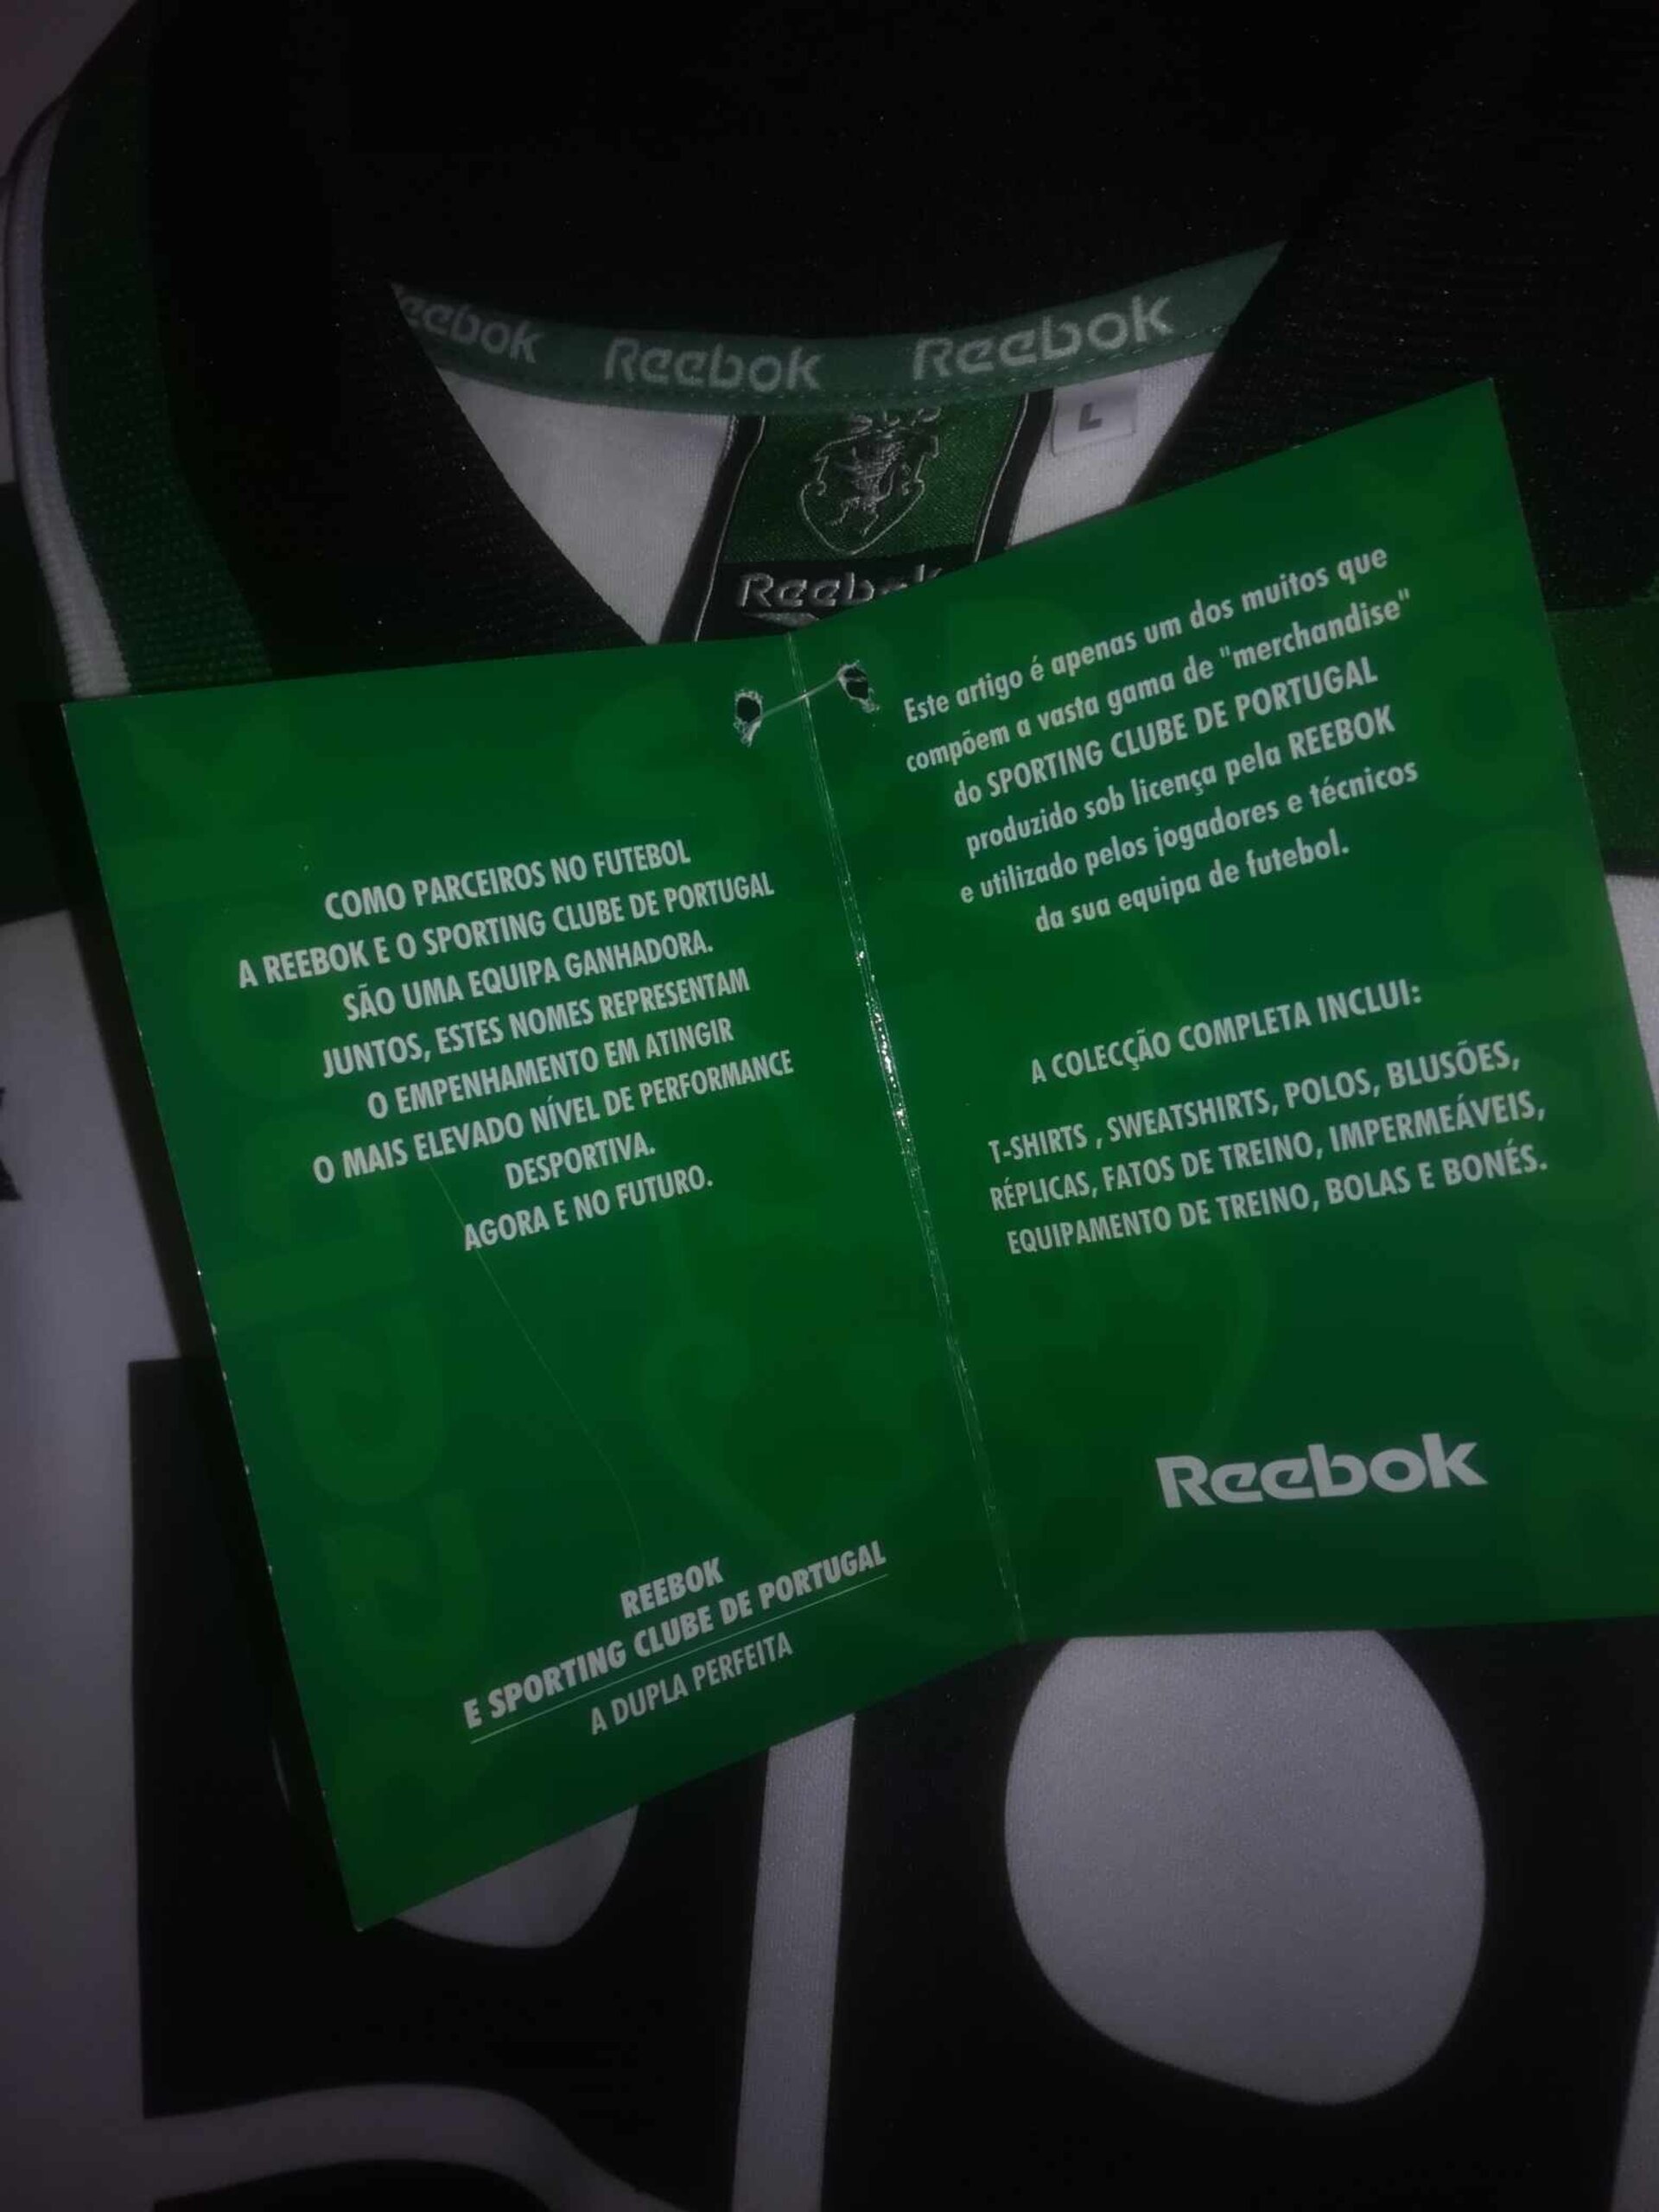 Reebok
Reebok
L
COMO PARCEIROS NO FUTEBOL
A REEBOK E O SPORTING CLUBE DE PORTUGAL
SÃO UMA EQUIPA GANHADORA.
JUNTOS, ESTES NOMES REPRESENTAM
O EMPENHAMENTO EM ATINGIR
O MAIS ELEVADO NÍVEL DE PERFORMANCE
DESPORTIVA.
AGORA E NO FUTURO.
REEBOK
E SPORTING CLUBE DE PORTUGAL
A DUPLA PERFEITA
Este artigo é apenas um dos muitos que
compõem a vasta gama de "merchandise"
do SPORTING CLUBE DE PORTUGAL
produzido sob licença pela REEBOK
e utilizado pelos jogadores e técnicos
da sua equipa de futebol.
A COLECÇÃO COMPLETA INCLUI:
T-SHIRTS , SWEATSHIRTS, POLOS, BLUSÕES,
RÉPLICAS, FATOS DE TREINO, IMPERMEÁVEIS,
EQUIPAMENTO DE TREINO, BOLAS E BONÉS.
Reebok